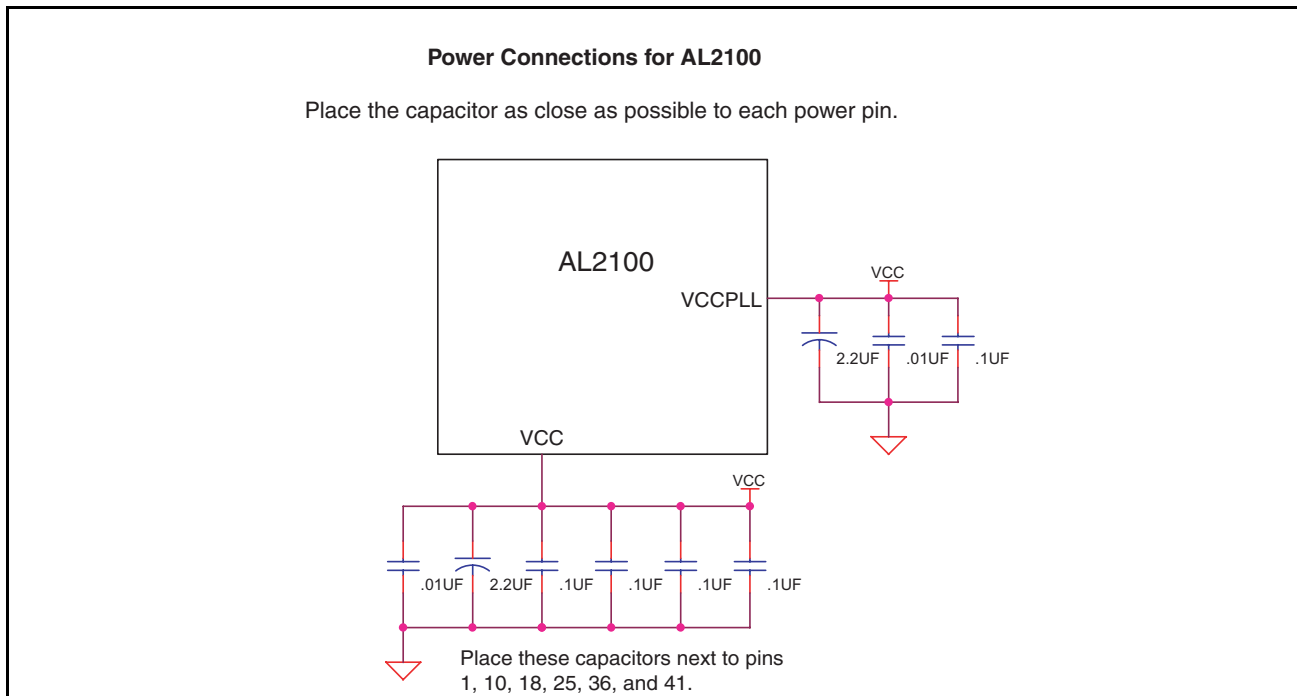 Power Connections for AL2100
Place the capacitor as close as possible to each power pin.
AL2100
VCCPLL
VCC
2.2UF
.01UF
.1UF
VCC
VCC
.01UF
2.2UF
.1UF
.1UF
.1UF
.1UF
Place these capacitors next to pins
1, 10, 18, 25, 36, and 41.